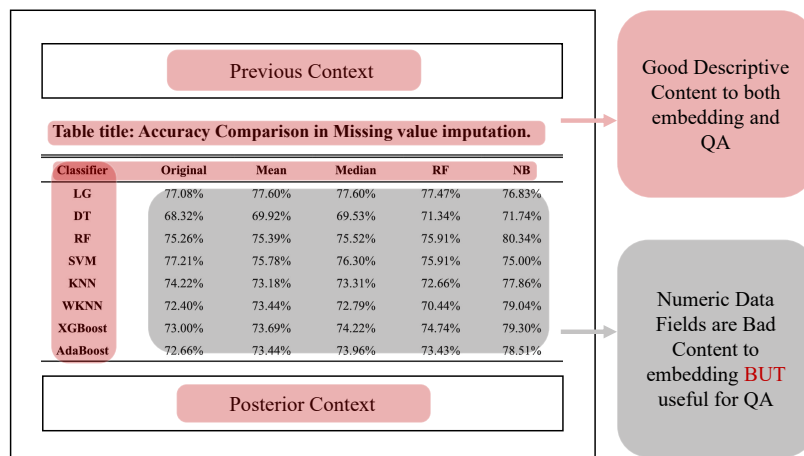 Previous Context
Table title: Accuracy Comparison in Missing value imputation.
Classifier Original Mean Median RF NB
LG 77.08% 77.60% 77.60% 77.47% 76.83%
DT 68.32% 69.92% 69.53% 71.34% 71.74%
RF 75.26% 75.39% 75.52% 75.91% 80.34%
SVM 77.21% 75.78% 76.30% 75.91% 75.00%
KNN 74.22% 73.18% 73.31% 72.66% 77.86%
WKNN 72.40% 73.44% 72.79% 70.44% 79.04%
XGBoost 73.00% 73.69% 74.22% 74.74% 79.30%
AdaBoost 72.66% 73.44% 73.96% 73.43% 78.51%
Posterior Context
Good Descriptive
Content to both
embedding and
QA
Numeric Data
Fields are Bad
Content to
embedding BUT
useful for QA